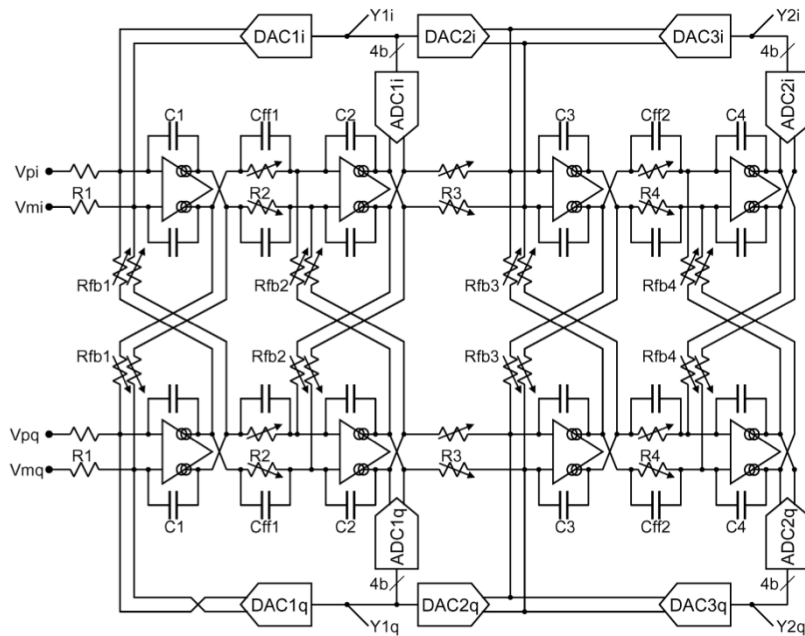 Y1i
Y2i
DAC1i
DAC2i
DAC3i
4b
4b
ADC1i
ADC2i
C1
Cff1
C2
C3
Cff2
C4
Vpi
Vmi
R1
R2
R3
R4
Rfb1
Rfb2
Rfb3
Rfb4
Rfb1
Rfb2
Rfb3
Rfb4
Vpq
Vmq
R1
R2
R3
R4
C1
Cff1
C2
C3
Cff2
C4
ADC1q
ADC2q
4b
4b
DAC1q
DAC2q
DAC3q
Y1q
Y2q